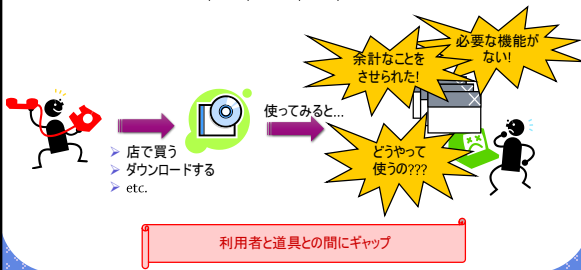 余計なことを
させられた!
必要な機能が
ない!
使ってみると...
店で買う
ダウンロードする
etc.
どうやって
使うの???
利用者と道具との間にギャップ